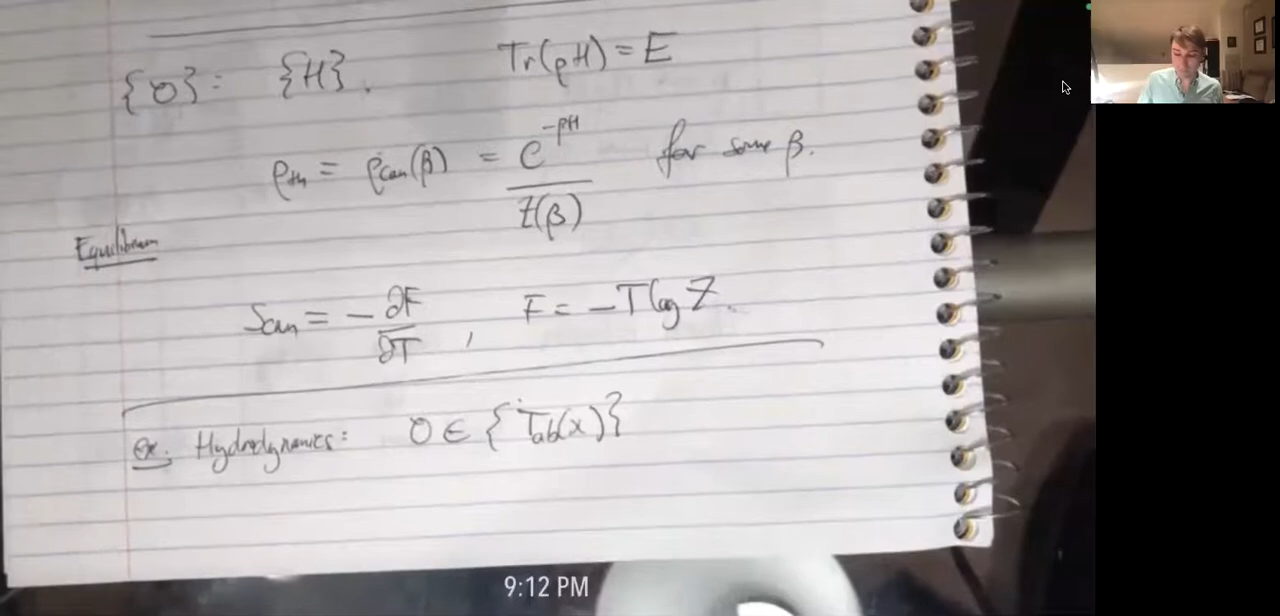 {O}: {H}. Tr(ρH) = E
ρth = ρcan(β) = e^-βH / Z(β) for some β.
Equilibrium
Scan = - ∂F/∂T , F = -T log Z.
ex. Hydrodynamics: O ∈ {Tab(x)}
9:12 PM